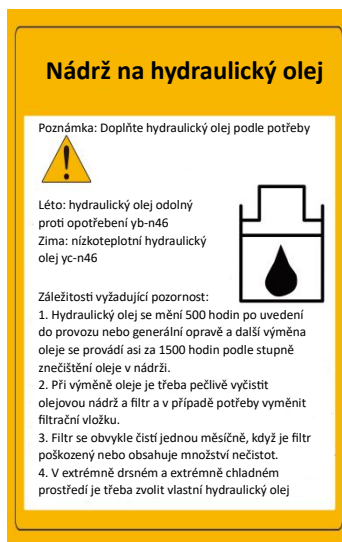 Nádrž na hydraulický olej
Poznámka: Doplňte hydraulický olej podle potřeby
Léto: hydraulický olej odolný
proti opotřebení yb-n46
Zima: nízkoteplotní hydraulický
olej yc-n46
Záležitosti vyžadující pozornost:
1. Hydraulický olej se mění 500 hodin po uvedení
do provozu nebo generální opravě a další výměna
oleje se provádí asi za 1500 hodin podle stupně
znečištění oleje v nádrži.
2. Při výměně oleje je třeba pečlivě vyčistit
olejovou nádrž a filtr a v případě potřeby vyměnit
filtrační vložku.
3. Filtr se obvykle čistí jednou měsíčně, když je filtr
poškozený nebo obsahuje množství nečistot.
4. V extrémně drsném a extrémně chladném
prostředí je třeba zvolit vlastní hydraulický olej